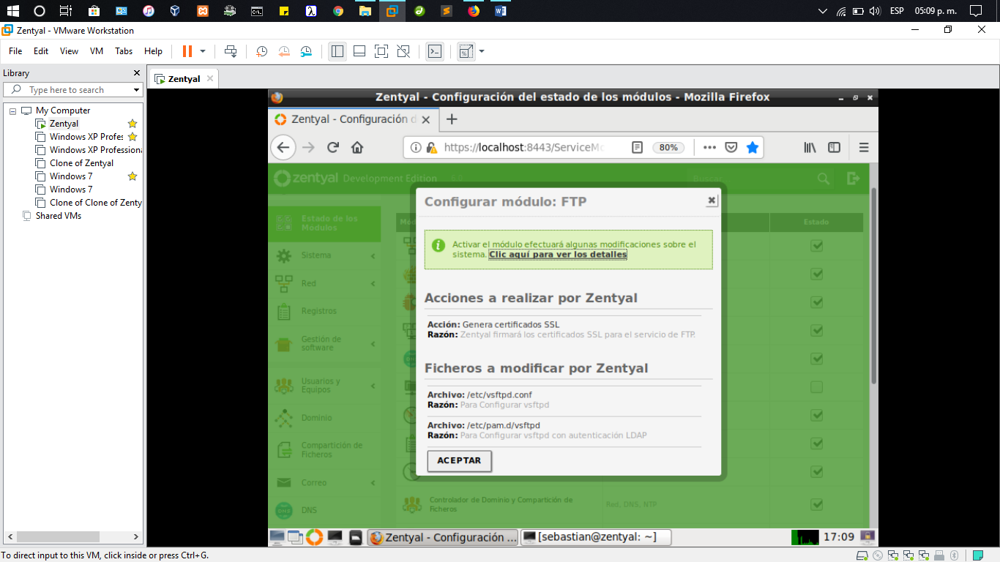 ESP
05:09 p. m.
Zentyal - VMware Workstation
File Edit View VM Tabs Help
Library
Type here to search
My Computer
Zentyal
Windows XP Profes
Windows XP Professiona
Clone of Zentyal
Windows 7
Windows 7
Clone of Clone of Zenty
Shared VMs
Zentyal
Zentyal - Configuración del estado de los módulos - Mozilla Firefox
Zentyal - Configuración d
https://localhost:8443/ServiceMo
80%
zentyal Development Edition 6.0
Buscar
Estado de los
Módulos
Sistema
Red
Registros
Gestión de
software
Usuarios y
Equipos
Dominio
Compartición de
Ficheros
Correo
DNS
Estado
Configurar módulo: FTP
Activar el módulo efectuará algunas modificaciones sobre el
sistema. Clic aquí para ver los detalles
Acciones a realizar por Zentyal
Acción: Genera certificados SSL
Razón: Zentyal firmará los certificados SSL para el servicio de FTP.
Ficheros a modificar por Zentyal
Archivo: /etc/vsftpd.conf
Razón: Para Configurar vsftpd
Archivo: /etc/pam.d/vsftpd
Razón: Para Configurar vsftpd con autenticación LDAP
ACEPTAR
Controlador de Dominio y Compartición de
Ficheros
Red, DNS, NTP
Zentyal - Configuración ...
[sebastian@zentyal: ~]
17:09
To direct input to this VM, click inside or press Ctrl+G.